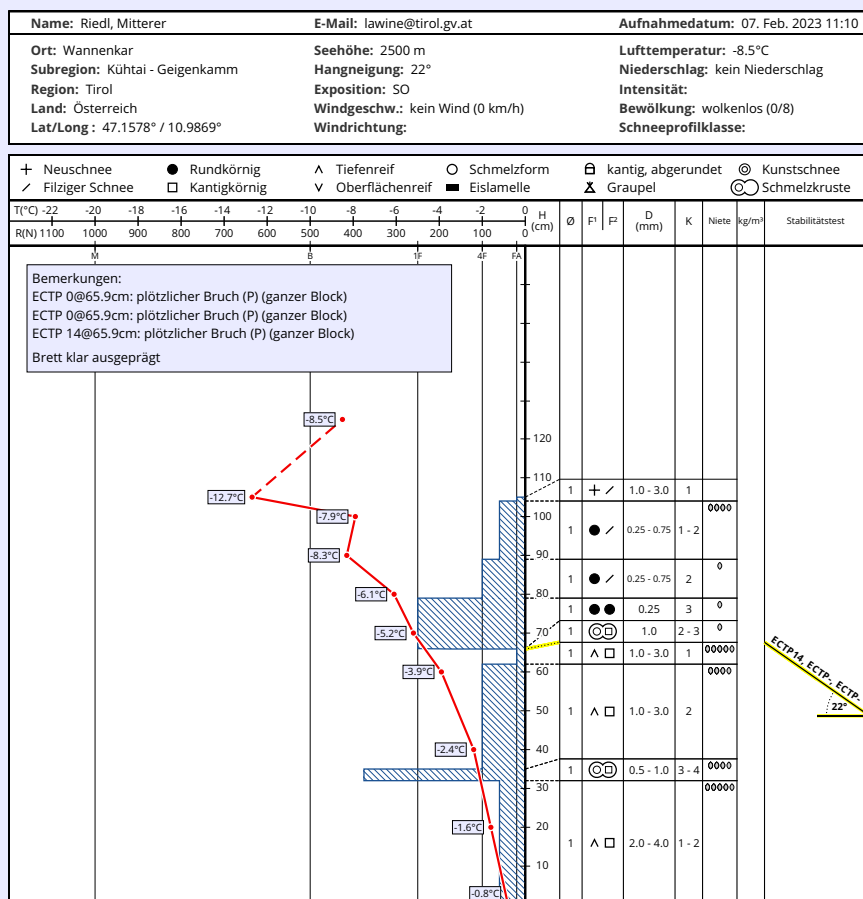 Name: Riedl, Mitterer E-Mail: lawine@tirol.gv.at Aufnahmedatum: 07. Feb. 2023 11:10
Ort: Wannenkar Seehöhe: 2500 m Lufttemperatur: -8.5°C
Subregion: Kühtai - Geigenkamm Hangneigung: 22° Niederschlag: kein Niederschlag
Region: Tirol Exposition: SO Intensität:
Land: Österreich Windgeschw.: kein Wind (0 km/h) Bewölkung: wolkenlos (0/8)
Lat/Long : 47.1578° / 10.9869° Windrichtung: Schneeprofilklasse:
Neuschnee Rundkörnig Tiefenreif Schmelzform kantig, abgerundet Kunstschnee
Filziger Schnee Kantigkörnig Oberflächenreif Eislamelle Graupel Schmelzkruste
T(°C) -22 -20 -18 -16 -14 -12 -10 -8 -6 -4 -2 0 H (cm) Ø F¹ F² D (mm) K Niete kg/m³ Stabilitätstest
R(N) 1100 1000 900 800 700 600 500 400 300 200 100 0
M B 1F 4F FA
Bemerkungen:
ECTP 0@65.9cm: plötzlicher Bruch (P) (ganzer Block)
ECTP 0@65.9cm: plötzlicher Bruch (P) (ganzer Block)
ECTP 14@65.9cm: plötzlicher Bruch (P) (ganzer Block)
Brett klar ausgeprägt
-8.5°C
120
110
1 1.0 - 3.0 1
-12.7°C
-7.9°C 100
1 0.25 - 0.75 1 - 2
-8.3°C 90
1 0.25 - 0.75 2
-6.1°C 80
1 0.25 3
-5.2°C 70 1 1.0 2 - 3
1 1.0 - 3.0 1
ECTP14, ECTP-, ECTP-
-3.9°C 60
22°
50 1 1.0 - 3.0 2
-2.4°C 40
1 0.5 - 1.0 3 - 4
30
-1.6°C 20
1 2.0 - 4.0 1 - 2
10
-0.8°C